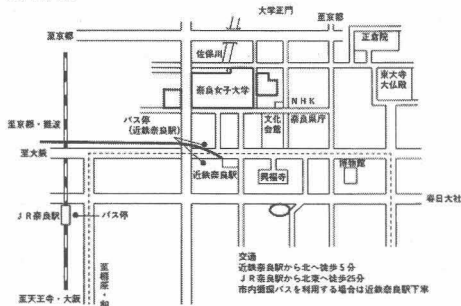 大学正門
至京都
至京都
正倉院
佐保川
奈良女子大学
東大寺
大仏殿
NHK
バス停
(近鉄奈良駅)
文化
会館
奈良県庁
至京都・難波
至大阪
近鉄奈良駅
興福寺
博物館
春日大社
JR奈良駅
バス停
至天王寺・大阪
交通
近鉄奈良駅から北へ徒歩5分
JR奈良駅から北東へ徒歩25分
市内循環バスを利用する場合は近鉄奈良駅下車